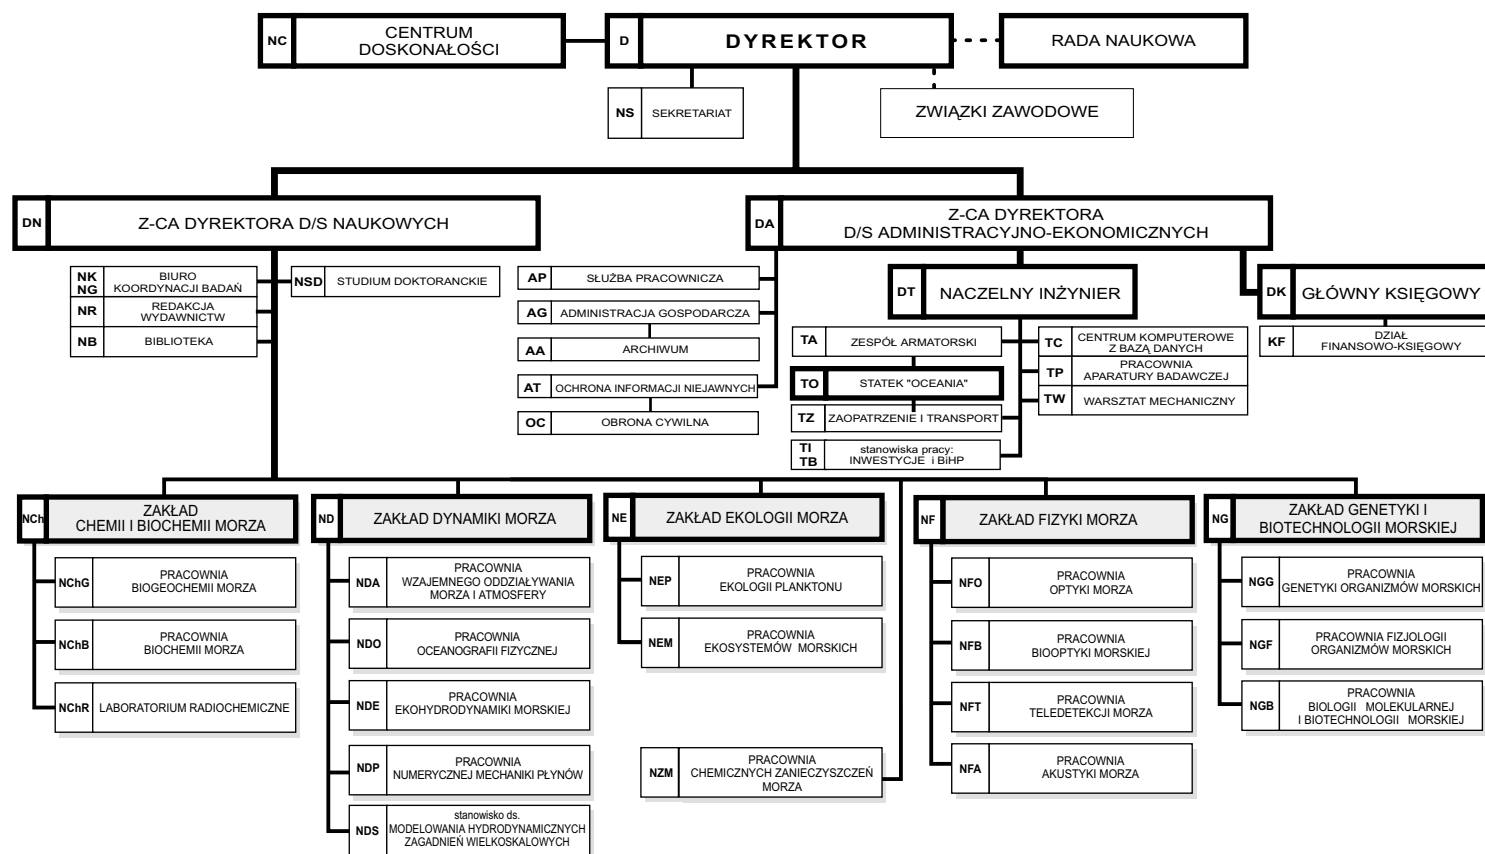 NC
CENTRUM
DOSKONAŁOŚCI
D
DYREKTOR
RADA NAUKOWA
NS
SEKRETARIAT
ZWIĄZKI ZAWODOWE
DN
Z-CA DYREKTORA D/S NAUKOWYCH
DA
Z-CA DYREKTORA
D/S ADMINISTRACYJNO-EKONOMICZNYCH
NK
NG
BIURO
KOORDYNACJI BADAŃ
NSD
STUDIUM DOKTORANCKIE
NR
REDAKCJA
WYDAWNICTW
NB
BIBLIOTEKA
AP
SŁUŻBA PRACOWNICZA
AG
ADMINISTRACJA GOSPODARCZA
AA
ARCHIWUM
AT
OCHRONA INFORMACJI NIEJAWNYCH
OC
OBRONA CYWILNA
DT
NACZELNY INŻYNIER
DK
GŁÓWNY KSIĘGOWY
TA
ZESPÓŁ ARMATORSKI
TO
STATEK "OCEANIA"
TZ
ZAOPATRZENIE I TRANSPORT
TI
TB
stanowiska pracy:
INWESTYCJE i BiHP
TC
CENTRUM KOMPUTEROWE
Z BAZĄ DANYCH
TP
PRACOWNIA
APARATURY BADAWCZEJ
TW
WARSZTAT MECHANICZNY
KF
DZIAŁ
FINANSOWO-KSIĘGOWY
NCh
ZAKŁAD
CHEMII I BIOCHEMII MORZA
NChG
PRACOWNIA
BIOGEOCHEMII MORZA
NChB
PRACOWNIA
BIOCHEMII MORZA
NChR
LABORATORIUM RADIOCHEMICZNE
ND
ZAKŁAD DYNAMIKI MORZA
NDA
PRACOWNIA
WZAJEMNEGO ODDZIAŁYWANIA
MORZA I ATMOSFERY
NDO
PRACOWNIA
OCEANOGRAFII FIZYCZNEJ
NDE
PRACOWNIA
EKOHYDRODYNAMIKI MORSKIEJ
NDP
PRACOWNIA
NUMERYCZNEJ MECHANIKI PŁYNÓW
NDS
stanowisko ds.
MODELOWANIA HYDRODYNAMICZNYCH
ZAGADNIEŃ WIELKOSKALOWYCH
NE
ZAKŁAD EKOLOGII MORZA
NEP
PRACOWNIA
EKOLOGII PLANKTONU
NEM
PRACOWNIA
EKOSYSTEMÓW MORSKICH
NZM
PRACOWNIA
CHEMICZNYCH ZANIECZYSZCZEŃ
MORZA
NF
ZAKŁAD FIZYKI MORZA
NFO
PRACOWNIA
OPTYKI MORZA
NFB
PRACOWNIA
BIOOPTYKI MORSKIEJ
NFT
PRACOWNIA
TELEDETEKCJI MORZA
NFA
PRACOWNIA
AKUSTYKI MORZA
NG
ZAKŁAD GENETYKI I
BIOTECHNOLOGII MORSKIEJ
NGG
PRACOWNIA
GENETYKI ORGANIZMÓW MORSKICH
NGF
PRACOWNIA FIZJOLOGII
ORGANIZMÓW MORSKICH
NGB
PRACOWNIA
BIOLOGII MOLEKULARNEJ
I BIOTECHNOLOGII MORSKIEJ